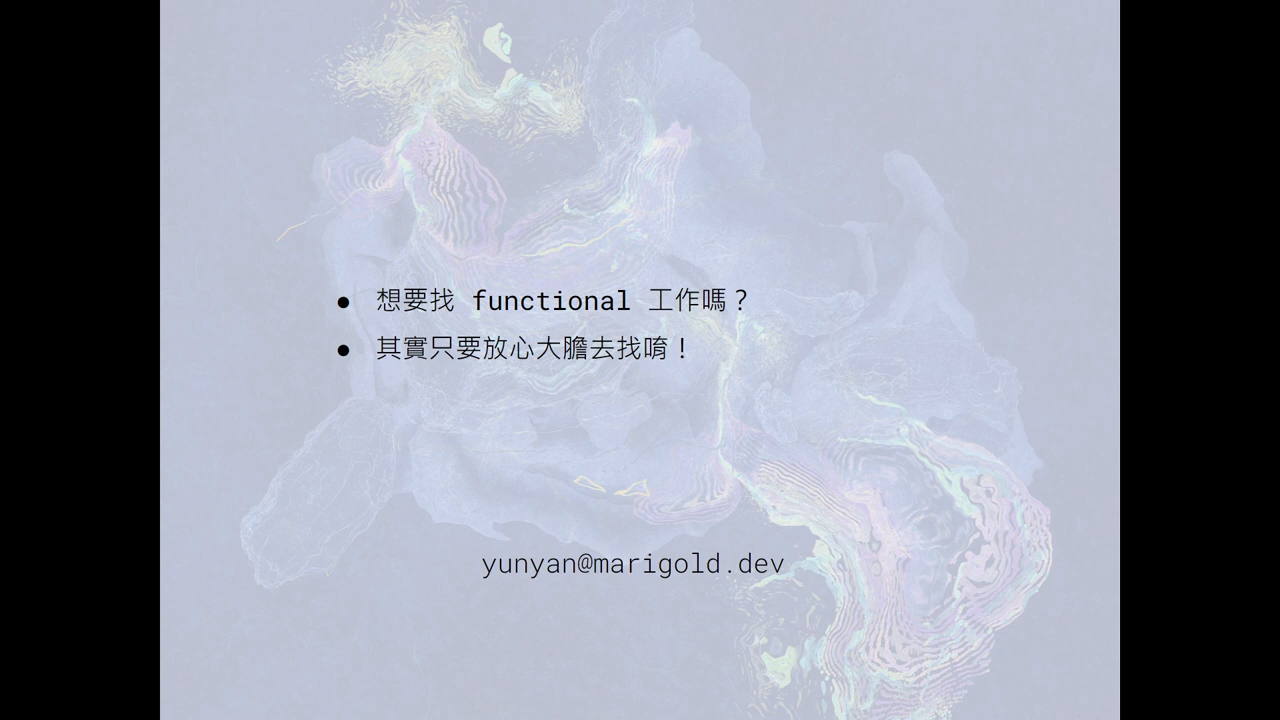 ● 想要找 functional 工作嗎？
● 其實只要放心大膽去找唷！
yunyan@marigold.dev